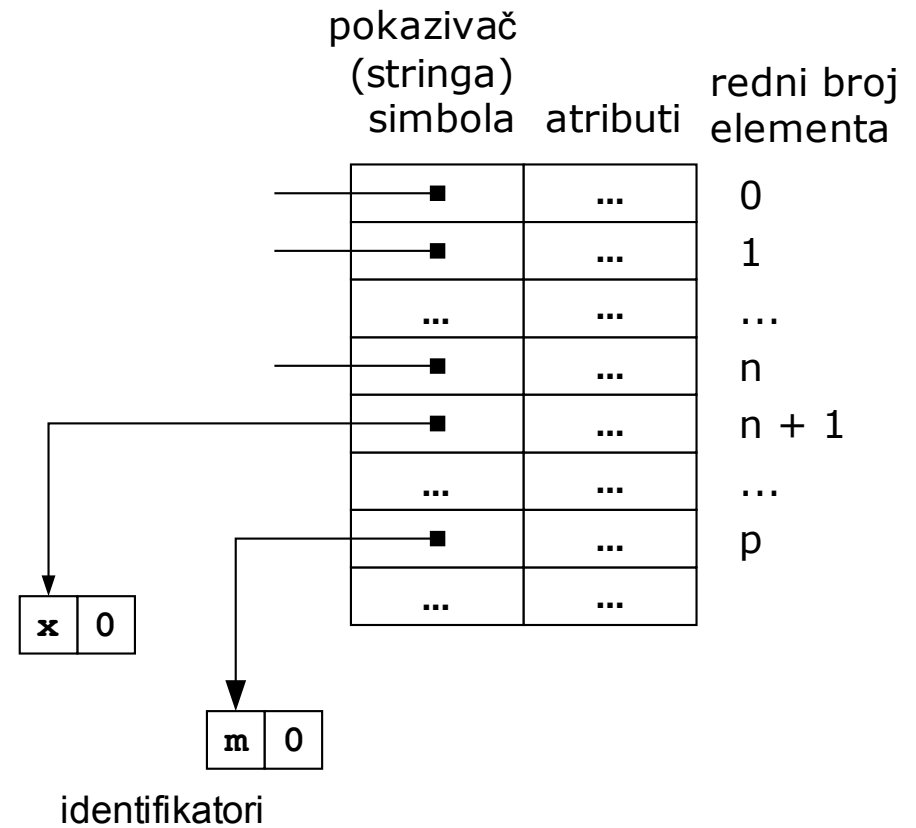 pokazivač
(stringa)
simbola
atributi
redni broj
elementa
... 0
... 1
... ... ...
... n
... n + 1
... ... ...
... p
... ...
x 0
m 0
identifikatori